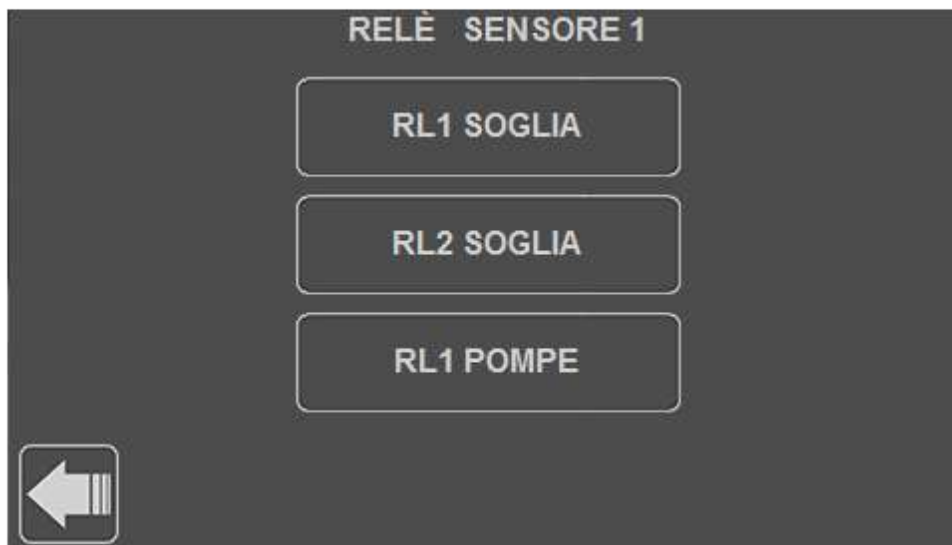 RELÈ SENSORE 1
RL1 SOGLIA
RL2 SOGLIA
RL1 POMPE